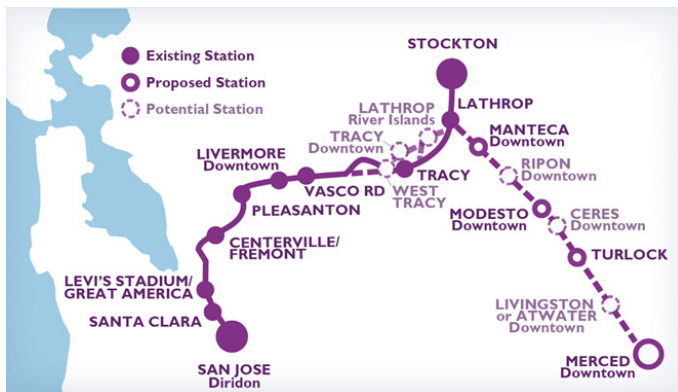 Existing Station
Proposed Station
Potential Station
STOCKTON
LATHROP
LATHROP
River Islands
TRACY
Downtown
MANTECA
Downtown
LIVERMORE
Downtown
VASCO RD
TRACY
WEST
TRACY
RIPON
Downtown
PLEASANTON
MODESTO
Downtown
CERES
Downtown
CENTERVILLE/
FREMONT
TURLOCK
LEVI'S STADIUM/
GREAT AMERICA
LIVINGSTON
or ATWATER
Downtown
SANTA CLARA
SAN JOSE
Diridon
MERCED
Downtown